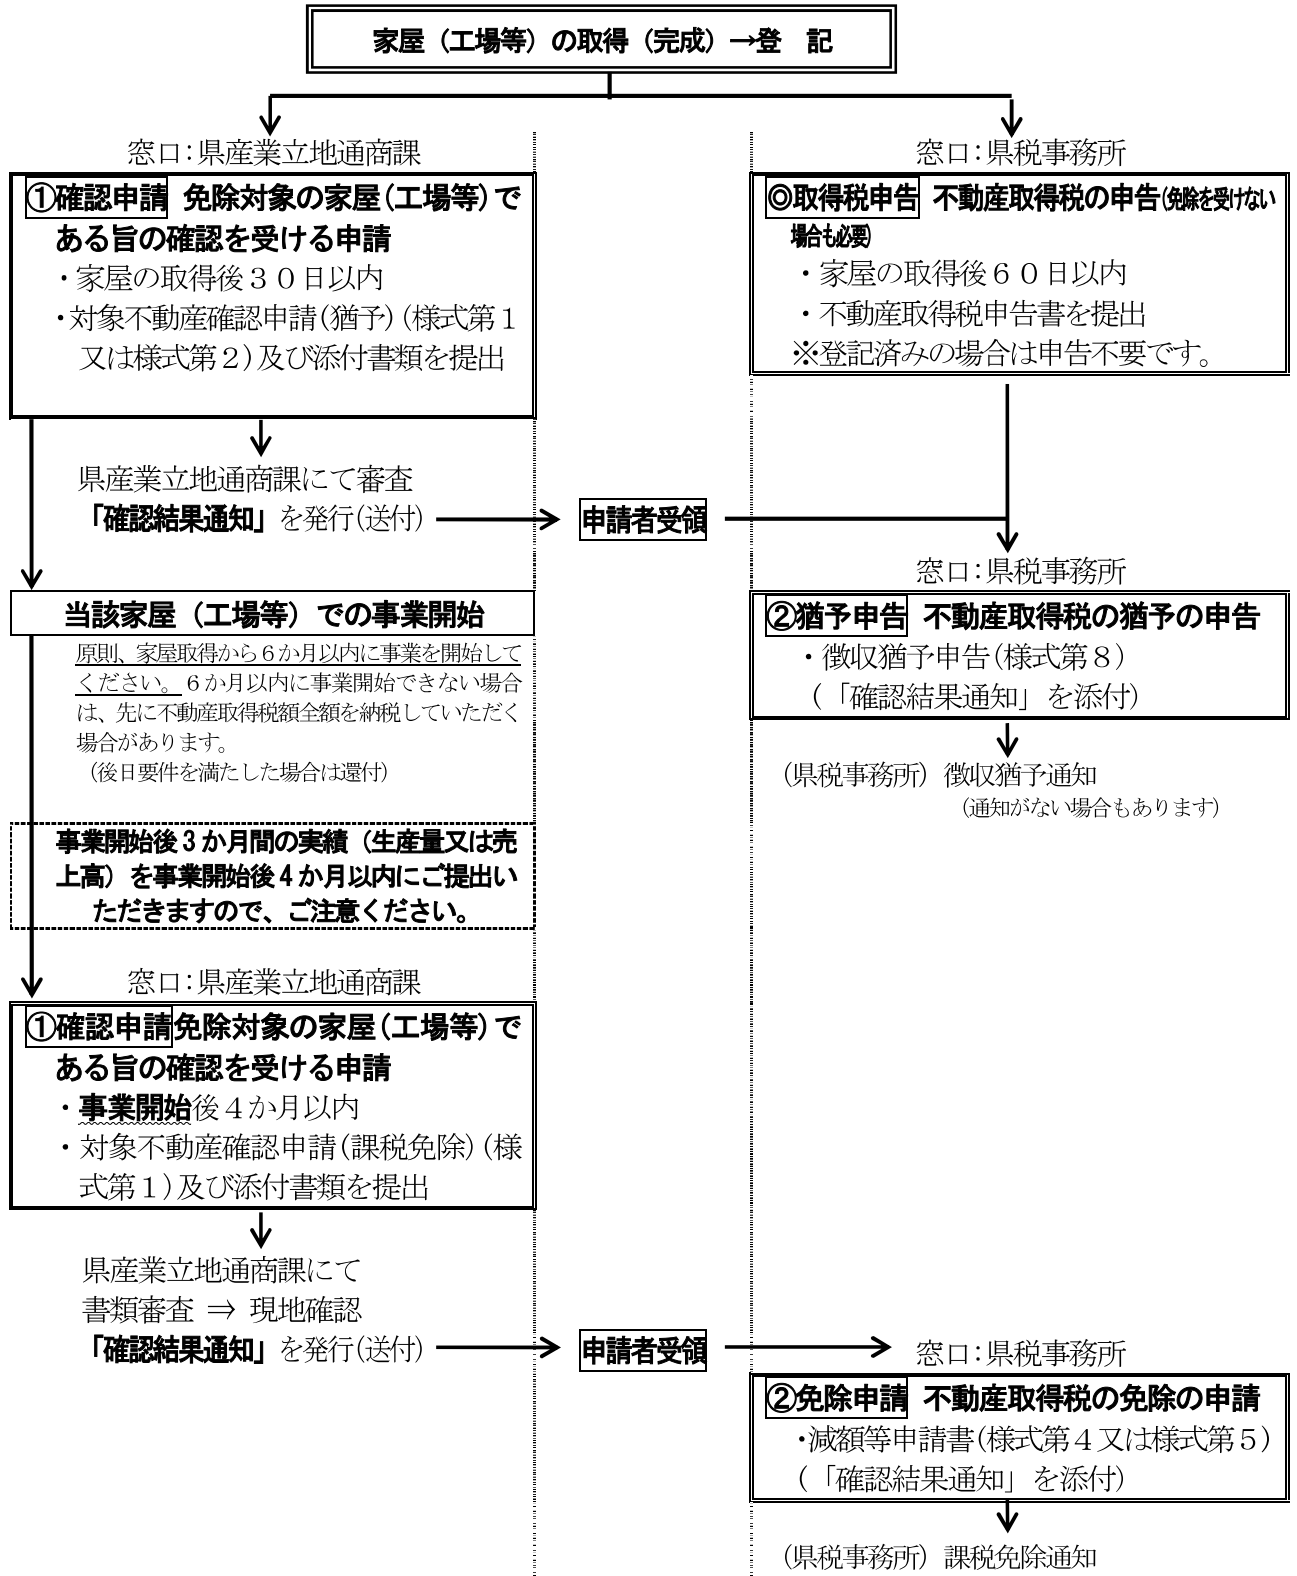 家屋（工場等）の取得（完成）→登　記
窓口：県産業立地通商課
①確認申請 免除対象の家屋(工場等)で
ある旨の確認を受ける申請
・家屋の取得後３０日以内
・対象不動産確認申請(猶予)(様式第１
又は様式第２)及び添付書類を提出
窓口：県税事務所
◎取得税申告 不動産取得税の申告(免除を受けない
場合も必要)
・家屋の取得後６０日以内
・不動産取得税申告書を提出
※登記済みの場合は申告不要です。
県産業立地通商課にて審査
「確認結果通知」を発行(送付)
申請者受領
当該家屋（工場等）での事業開始
原則、家屋取得から６か月以内に事業を開始して
ください。６か月以内に事業開始できない場合
は、先に不動産取得税額全額を納税していただく
場合があります。
（後日要件を満たした場合は還付）
窓口：県税事務所
②猶予申告 不動産取得税の猶予の申告
・徴収猶予申告(様式第８)
(「確認結果通知」を添付)
（県税事務所）徴収猶予通知
（通知がない場合もあります）
事業開始後３か月間の実績（生産量又は売
上高）を事業開始後４か月以内にご提出い
ただきますので、ご注意ください。
窓口：県産業立地通商課
①確認申請免除対象の家屋(工場等)で
ある旨の確認を受ける申請
・事業開始後４か月以内
・対象不動産確認申請(課税免除)(様
式第１)及び添付書類を提出
県産業立地通商課にて
書類審査 ⇒ 現地確認
「確認結果通知」を発行(送付)
申請者受領
窓口：県税事務所
②免除申請 不動産取得税の免除の申請
・減額等申請書(様式第４又は様式第５)
(「確認結果通知」を添付)
（県税事務所）課税免除通知